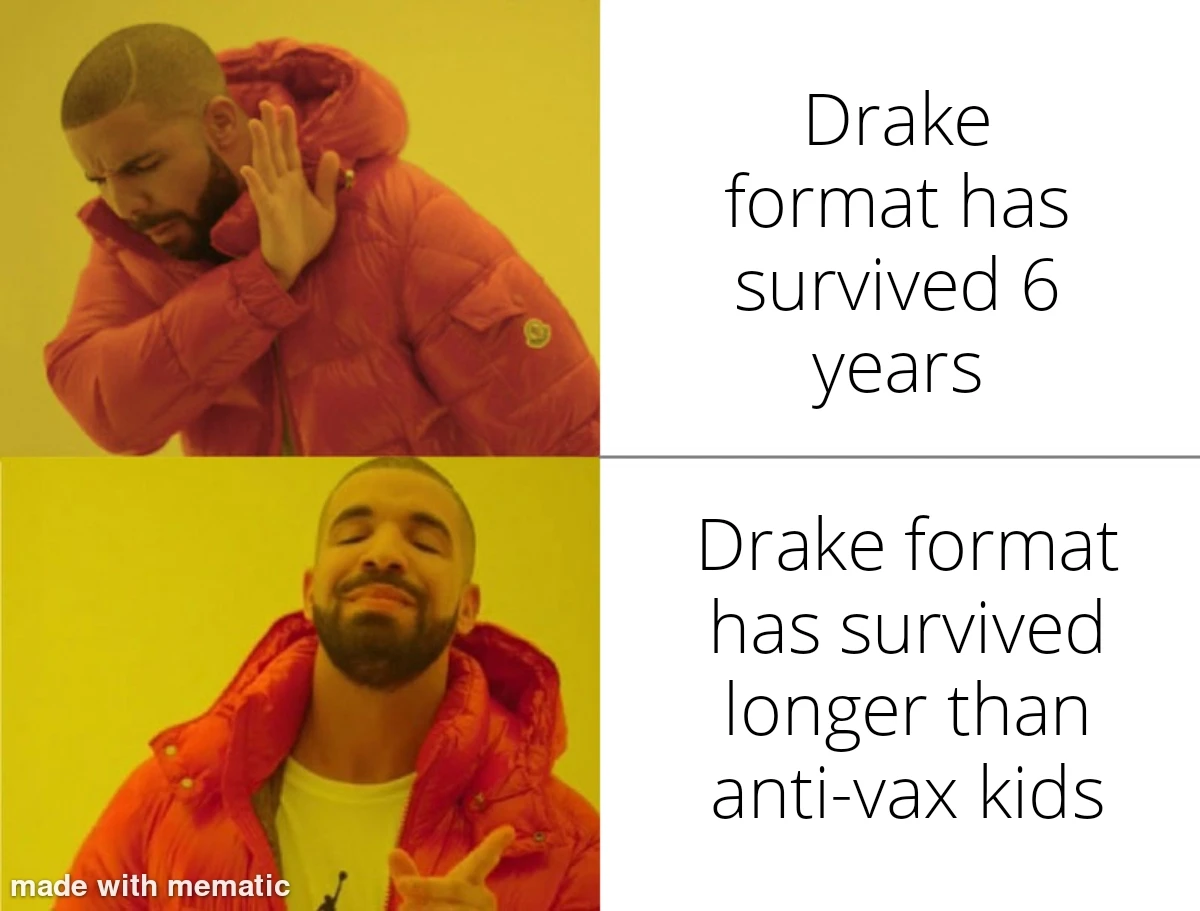 Drake
format has
survived 6
years
Drake format
has survived
longer than
anti-vax kids
made with mematic